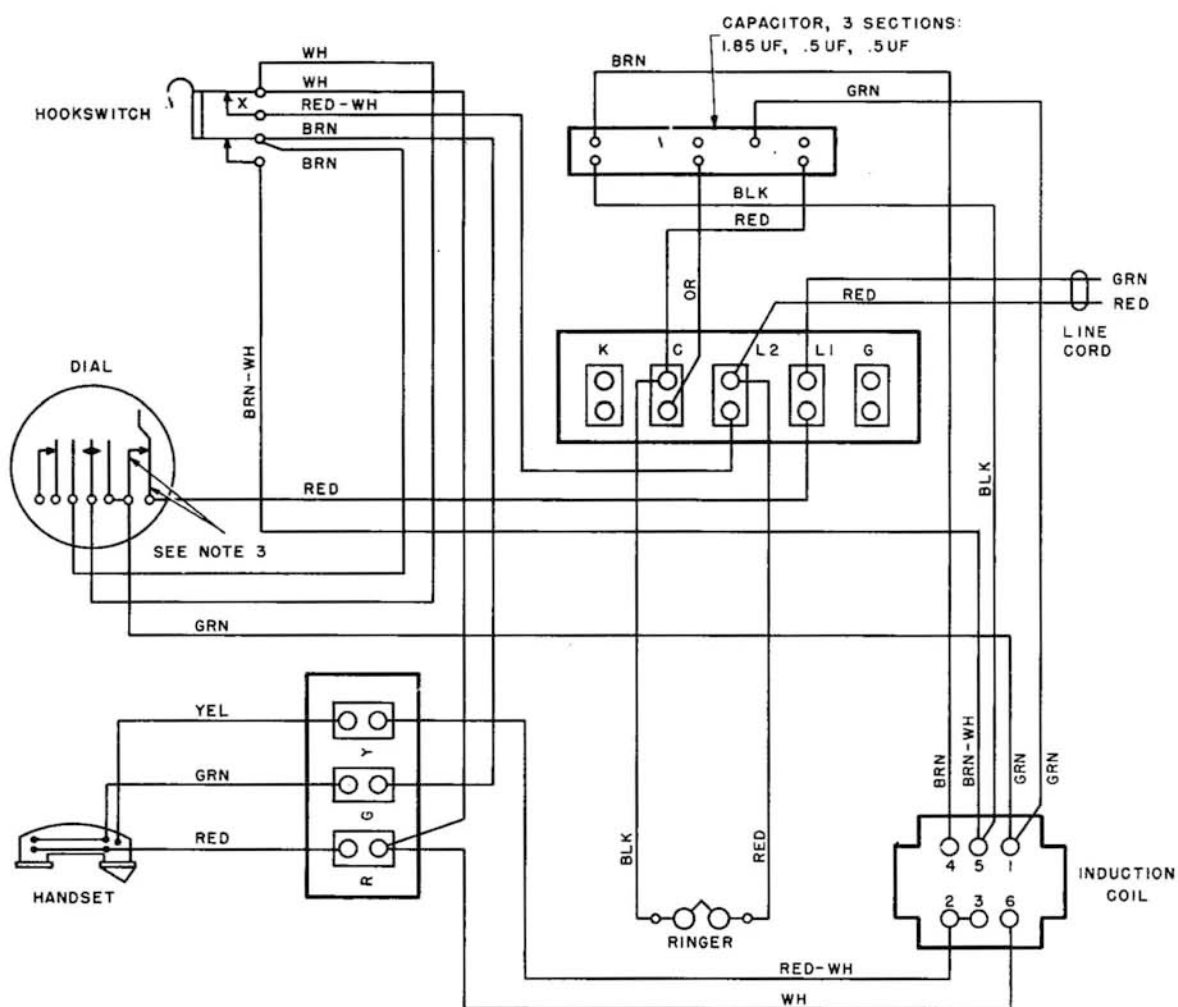 CAPACITOR, 3 SECTIONS:
1.85 UF, .5 UF, .5 UF
WH
BRN
WH
GRN
X
RED-WH
HOOKSWITCH
BRN
BRN
BLK
RED
OR
GRN
RED
RED
LINE
CORD
K
C
L2
L1
G
DIAL
BRN-WH
RED
BLK
SEE NOTE 3
GRN
YEL
Y
GRN
G
RED
R
HANDSET
BLK
RED
RINGER
BRN
BRN-WH
GRN
GRN
4
5
1
2
3
6
INDUCTION
COIL
RED-WH
WH